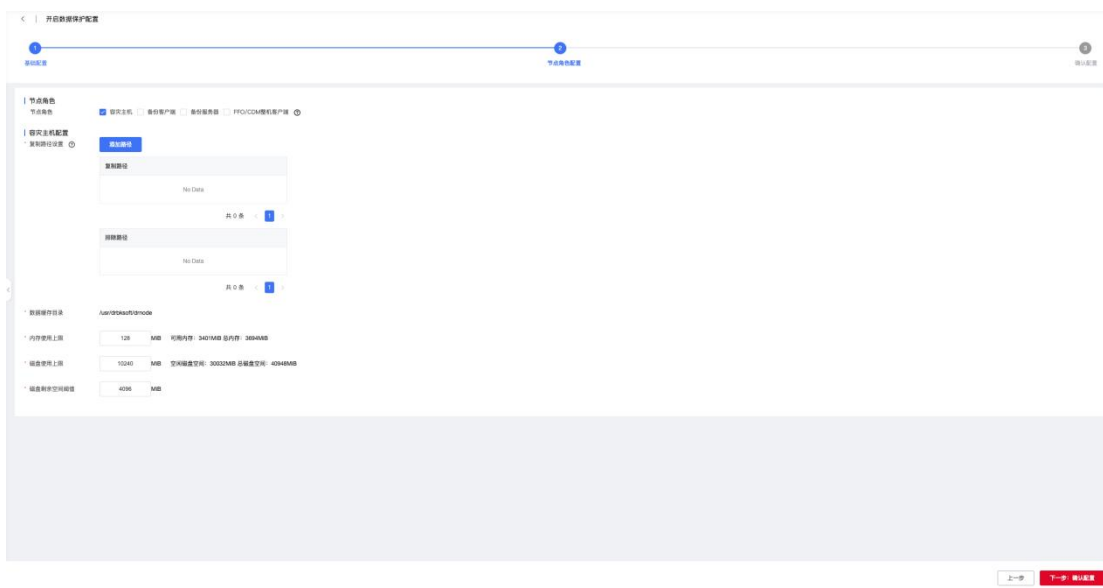 开启数据保护配置
1
2
3
基础配置
节点角色配置
确认配置
节点角色
节点角色 容灾主机 备份客户端 备份服务器 PFO/CDM整机客户端
容灾主机配置
* 复制路径设置 添加路径
复制路径
No Data
共 0 条 1
排除路径
No Data
共 0 条 1
* 数据缓存目录 /usr/drbksoft/drnode
* 内存使用上限 128 MiB 可用内存：3401MiB 总内存：3694MiB
* 磁盘使用上限 10240 MiB 空闲磁盘空间：30032MiB 总磁盘空间：40948MiB
* 磁盘剩余空间阈值 4096 MiB
上一步 下一步：确认配置